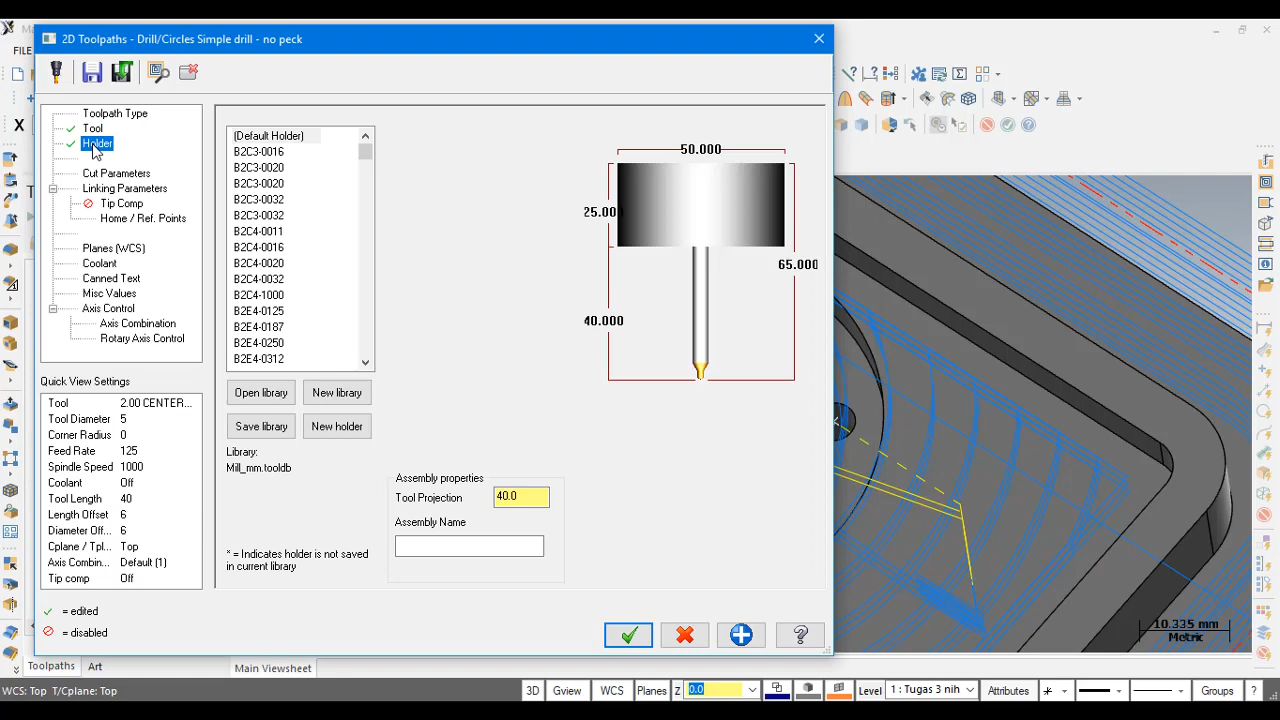 2D Toolpaths - Drill/Circles Simple drill - no peck
FILE
X
Toolpath Type
Tool
Holder
Cut Parameters
Linking Parameters
Tip Comp
Home / Ref. Points
Planes (WCS)
Coolant
Canned Text
Misc Values
Axis Control
Axis Combination
Rotary Axis Control
(Default Holder)
B2C3-0016
B2C3-0020
B2C3-0020
B2C3-0032
B2C3-0032
B2C4-0011
B2C4-0016
B2C4-0020
B2C4-0032
B2C4-1000
B2E4-0125
B2E4-0187
B2E4-0250
B2E4-0312
50.000
25.000
65.000
40.000
Open library
New library
Save library
New holder
Library:
Mill_mm.tooldb
* = Indicates holder is not saved
in current library
Assembly properties
Tool Projection 40.0
Assembly Name
Quick View Settings
Tool 2.00 CENTER...
Tool Diameter 5
Corner Radius 0
Feed Rate 125
Spindle Speed 1000
Coolant Off
Tool Length 40
Length Offset 6
Diameter Off... 6
Cplane / Tpl... Top
Axis Combin... Default (1)
Tip comp Off
= edited
= disabled
10.335 mm
Metric
Toolpaths Art
Main Viewsheet
WCS: Top T/Cplane: Top
3D Gview WCS Planes Z 0.0 Level 1 : Tugas 3 nih Attributes Groups ?